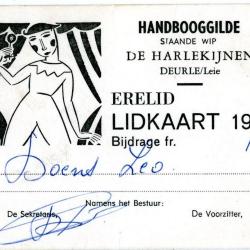 HANDBOOGGILDE
STAANDE WIP
DE HARLEKIJNEN
DEURLE/Leie
ERELID
LIDKAART 19
Bijdrage fr.
Doens Leo.
Namens het Bestuur:
De Sekretaris, De Voorzitter,